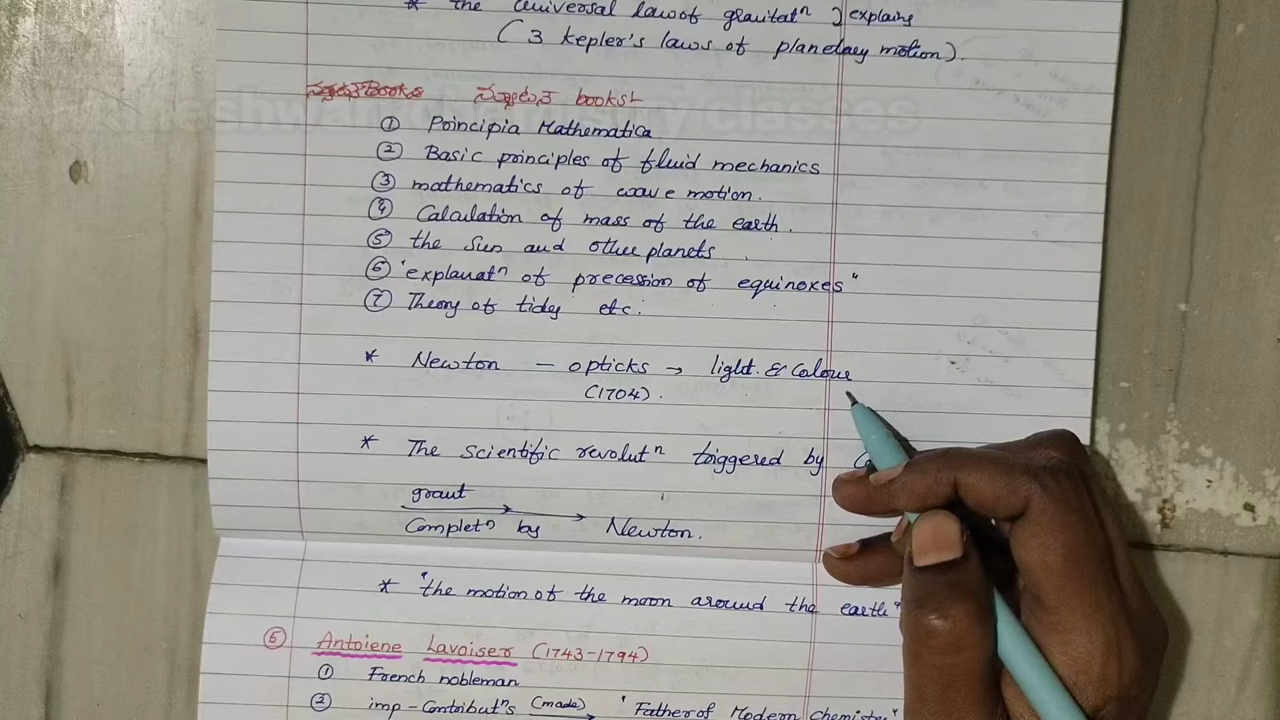 * the universal law of gravitatⁿ explains
( 3 kepler's laws of planetary motion).
books
① Principia Mathematica
② Basic principles of fluid mechanics
③ mathematics of wave motion.
④ Calculation of mass of the earth.
⑤ the sun and other planets
⑥ "explanatⁿ of precession of equinoxes"
⑦ Theory of tides etc.
* Newton – opticks → light & Colour
(1704).
* The scientific revolutⁿ triggered by
grant
Completⁿ by → Newton.
* "the motion of the moon around the earth"
⑤ Antoiene Lavoiser (1743-1794)
① French nobleman
② imp-Contributⁿs (made) → "Father of Modern Chemistry"